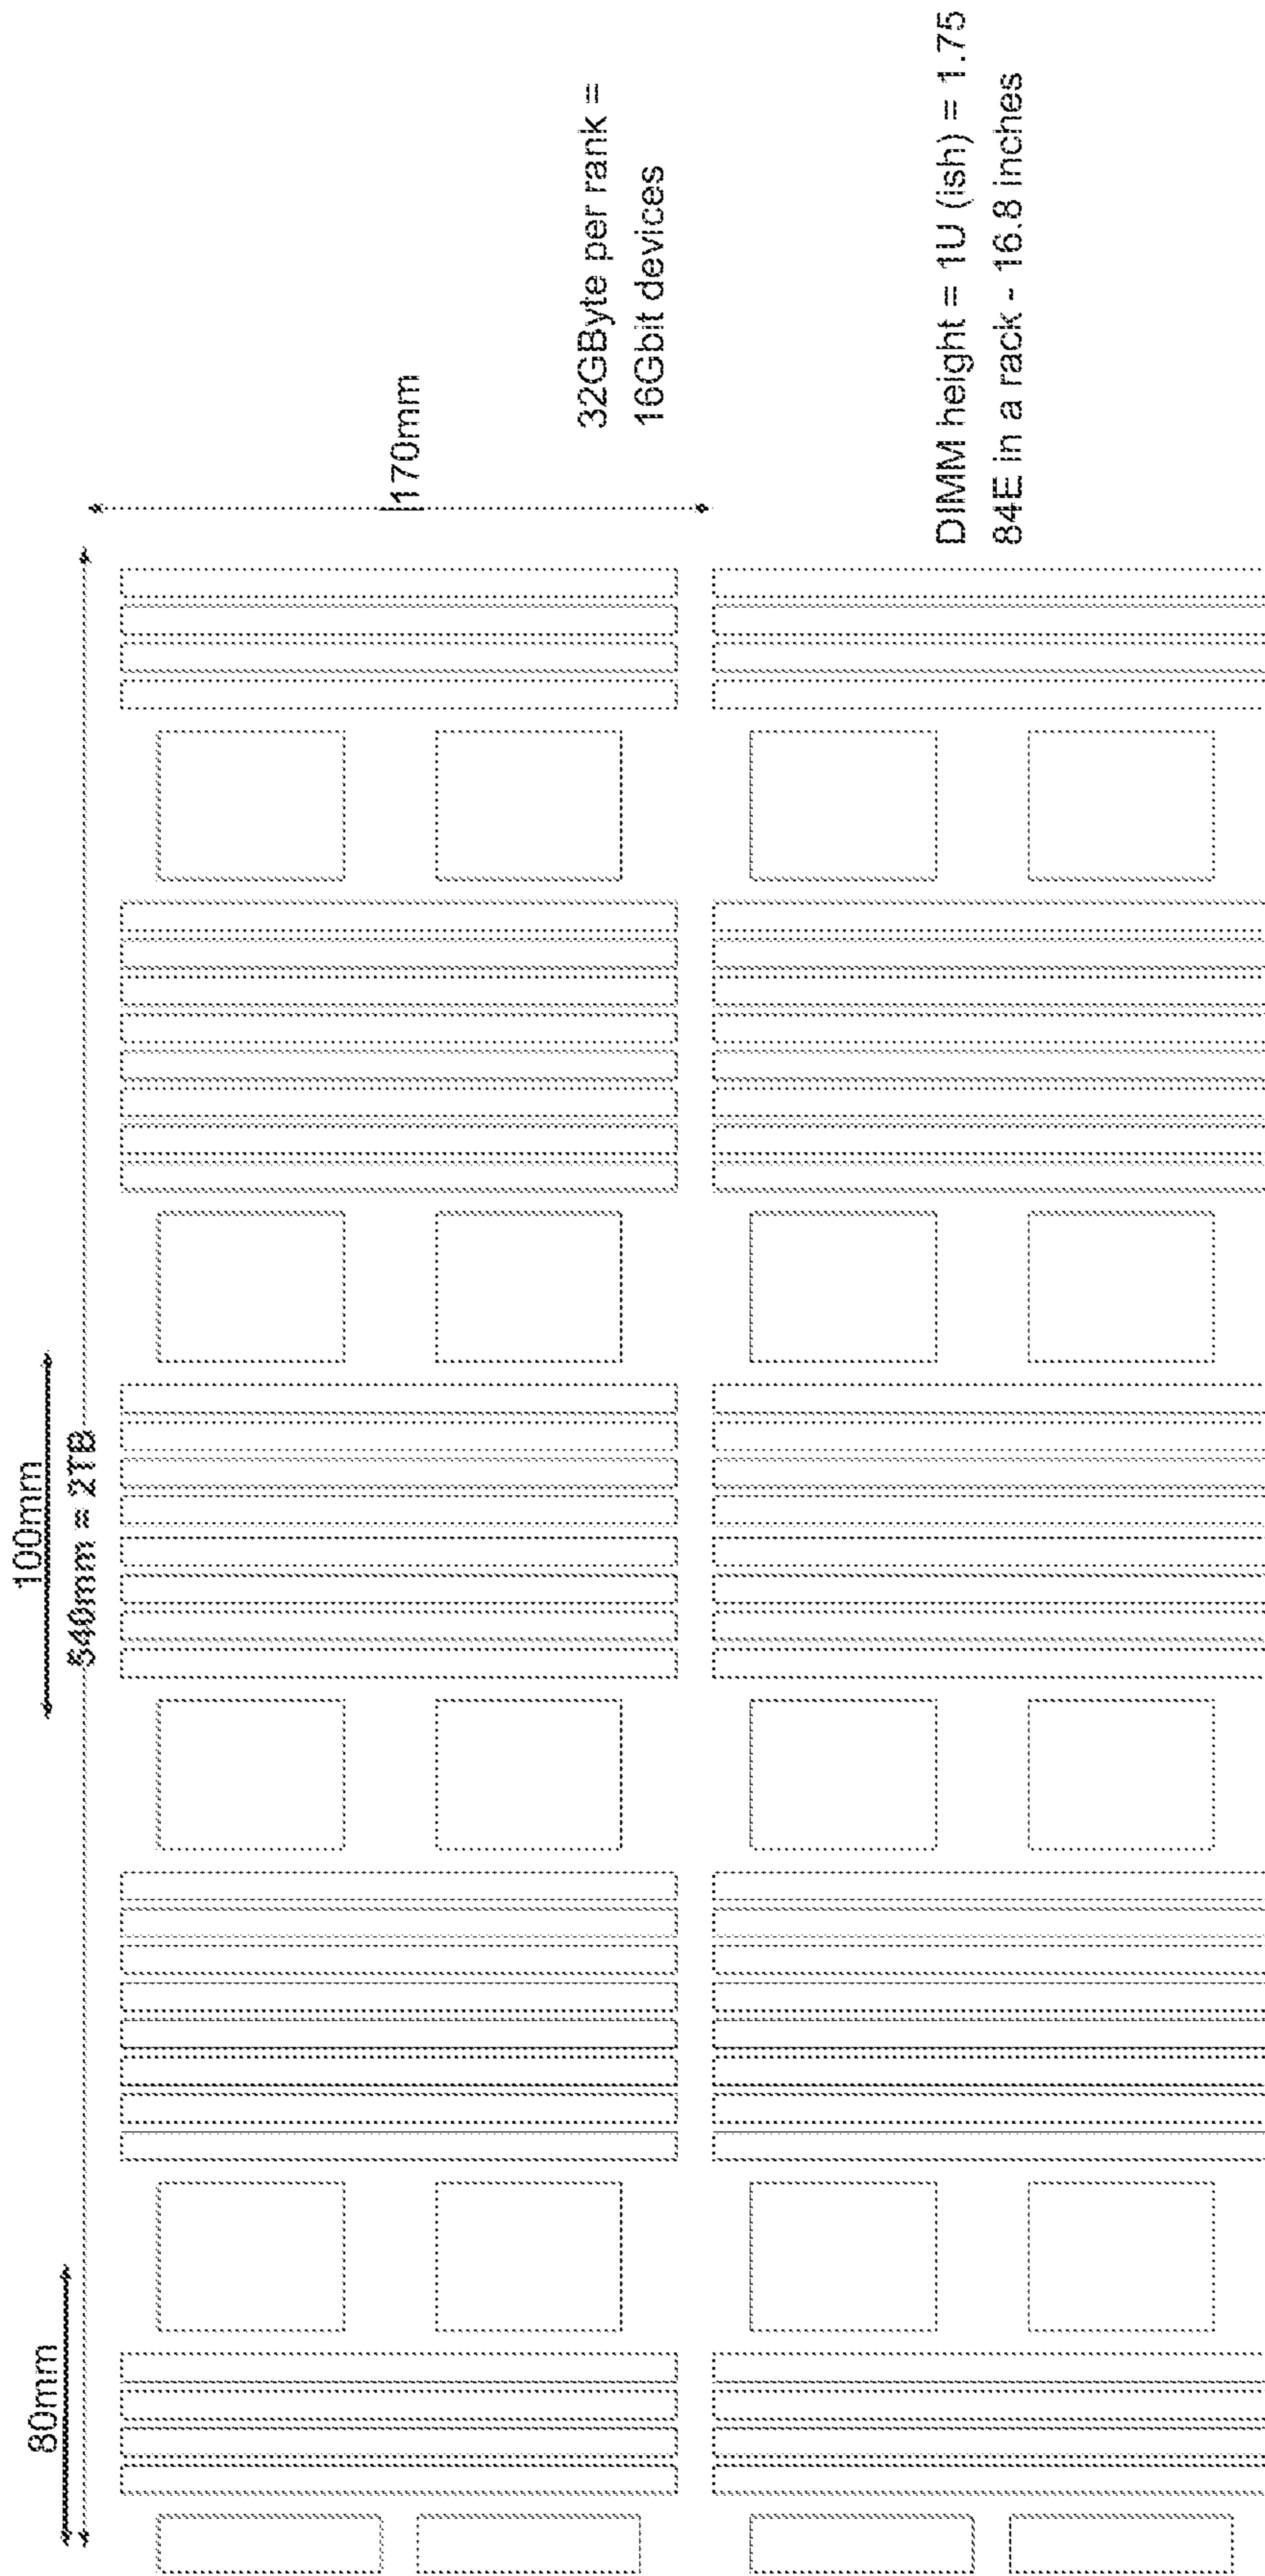 80mm
100mm
540mm = 2TB
170mm
32GByte per rank =
16Gbit devices
DIMM height = 1U (ish) = 1.75
84E in a rack - 16.8 inches